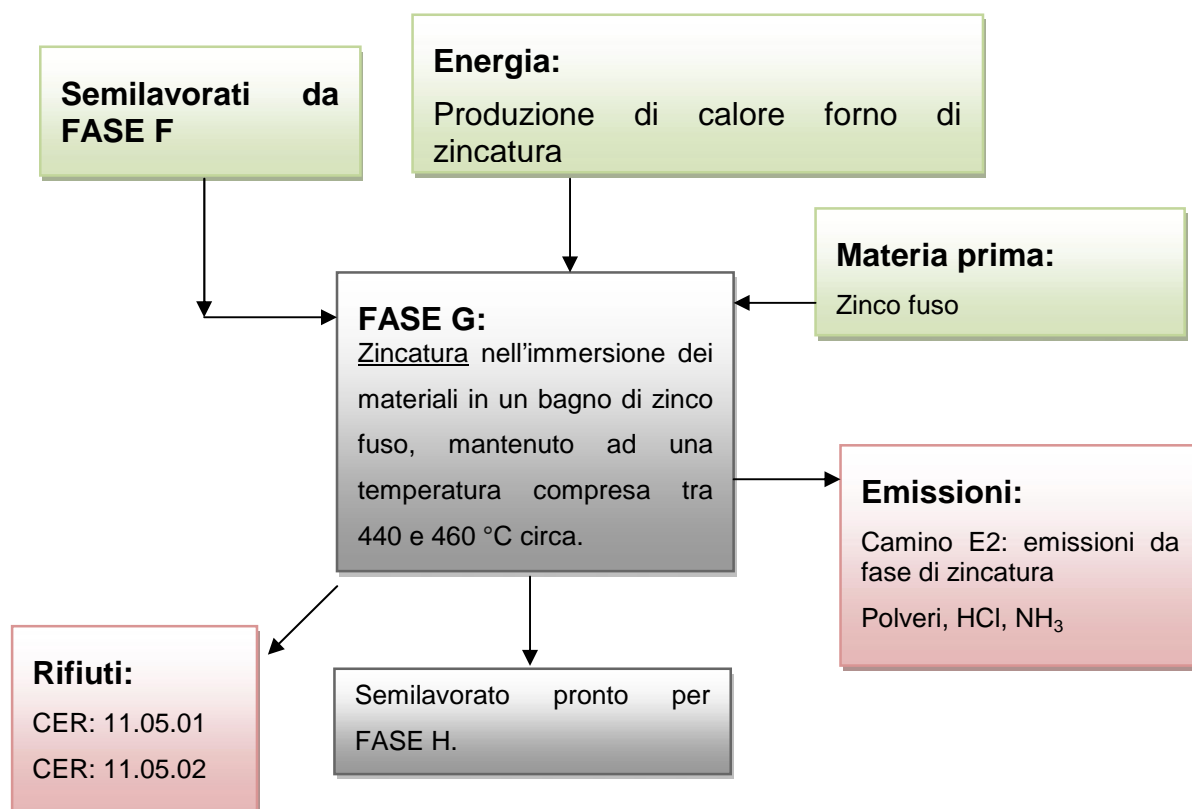 Semilavorati da
FASE F
Energia:
Produzione di calore forno di
zincatura
Materia prima:
Zinco fuso
FASE G:
Zincatura nell'immersione dei
materiali in un bagno di zinco
fuso, mantenuto ad una
temperatura compresa tra
440 e 460 °C circa.
Emissioni:
Camino E2: emissioni da
fase di zincatura
Polveri, HCl, NH₃
Rifiuti:
CER: 11.05.01
CER: 11.05.02
Semilavorato pronto per
FASE H.